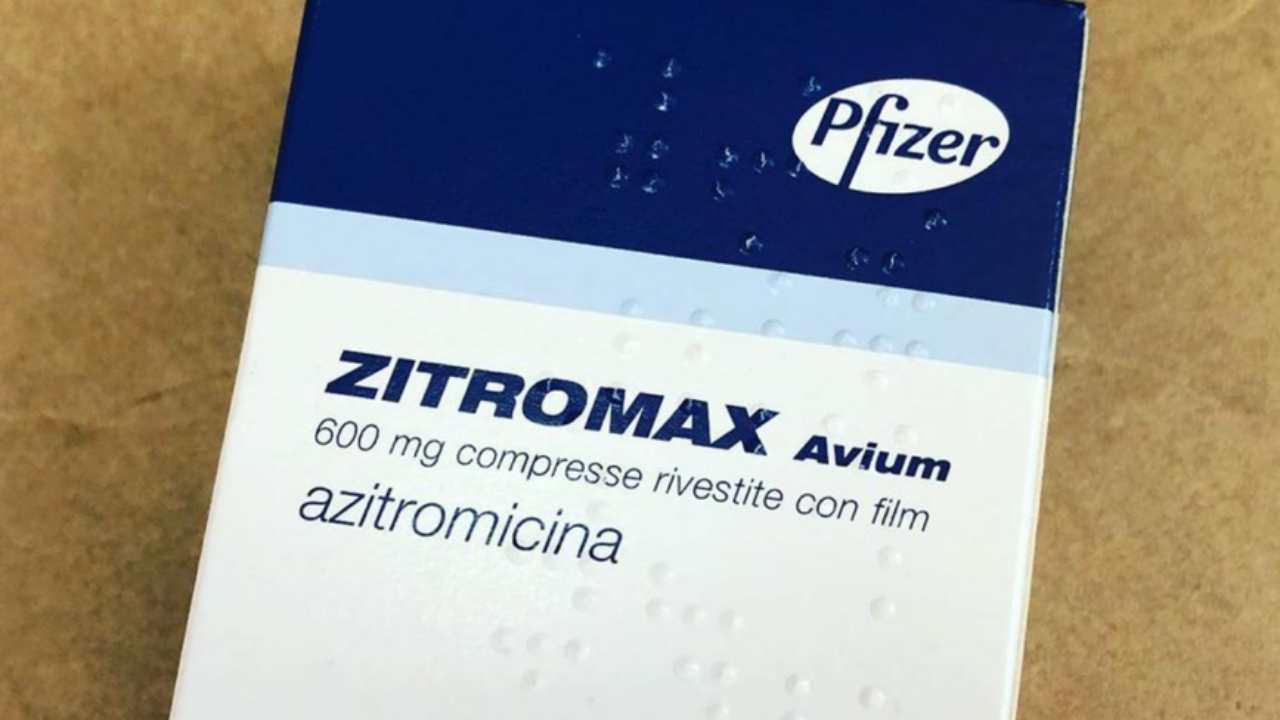 Pfizer
ZITROMAX Avium
600 mg compresse rivestite con film
azitromicina